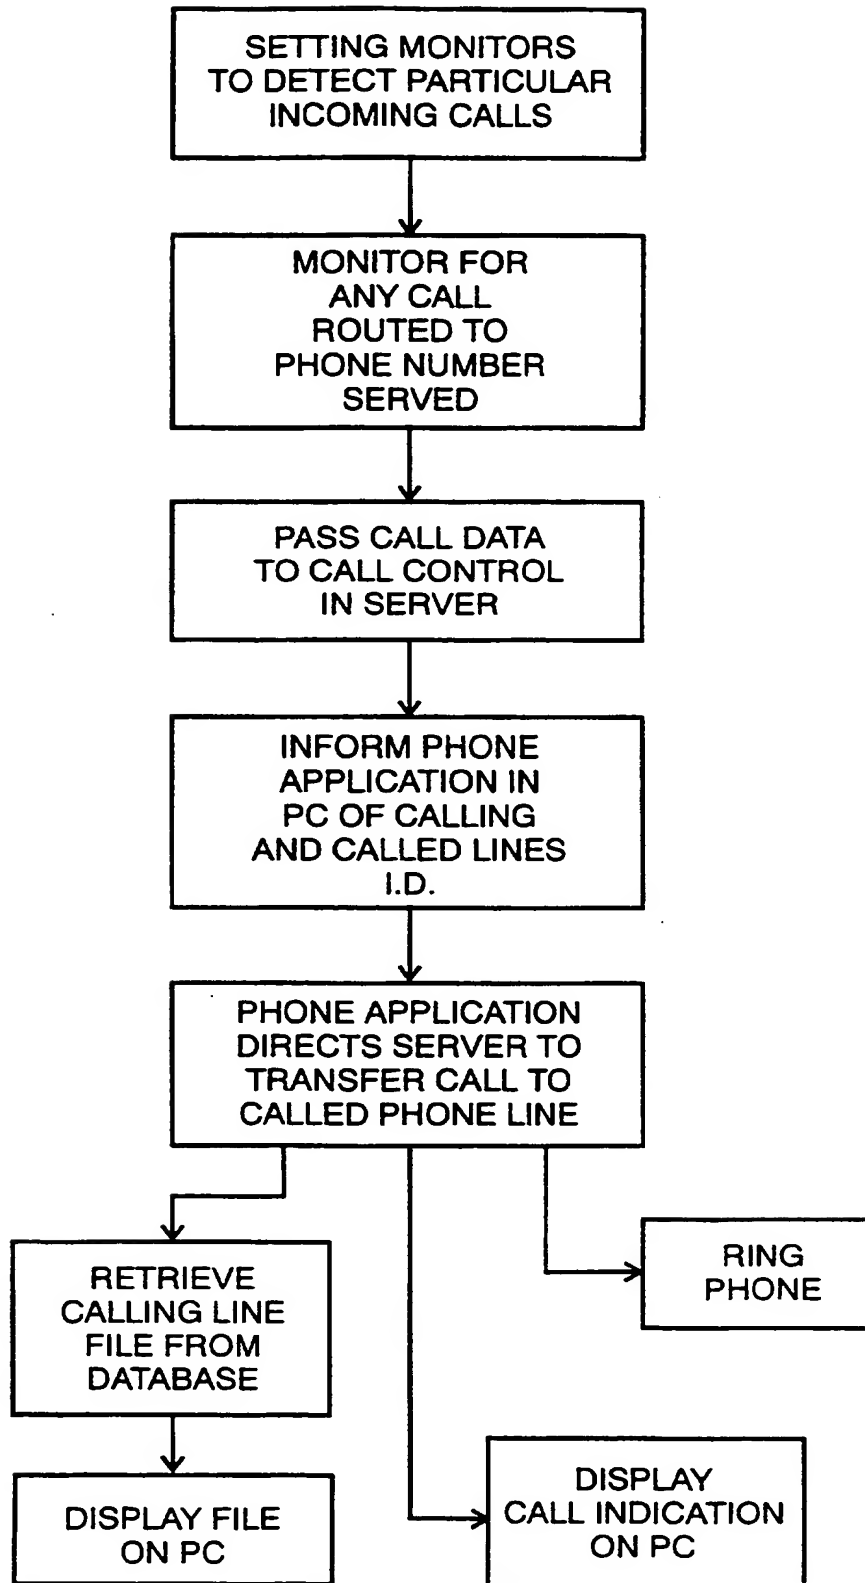 SETTING MONITORS
TO DETECT PARTICULAR
INCOMING CALLS
MONITOR FOR
ANY CALL
ROUTED TO
PHONE NUMBER
SERVED
PASS CALL DATA
TO CALL CONTROL
IN SERVER
INFORM PHONE
APPLICATION IN
PC OF CALLING
AND CALLED LINES
I.D.
PHONE APPLICATION
DIRECTS SERVER TO
TRANSFER CALL TO
CALLED PHONE LINE
RETRIEVE
CALLING LINE
FILE FROM
DATABASE
RING
PHONE
DISPLAY FILE
ON PC
DISPLAY
CALL INDICATION
ON PC